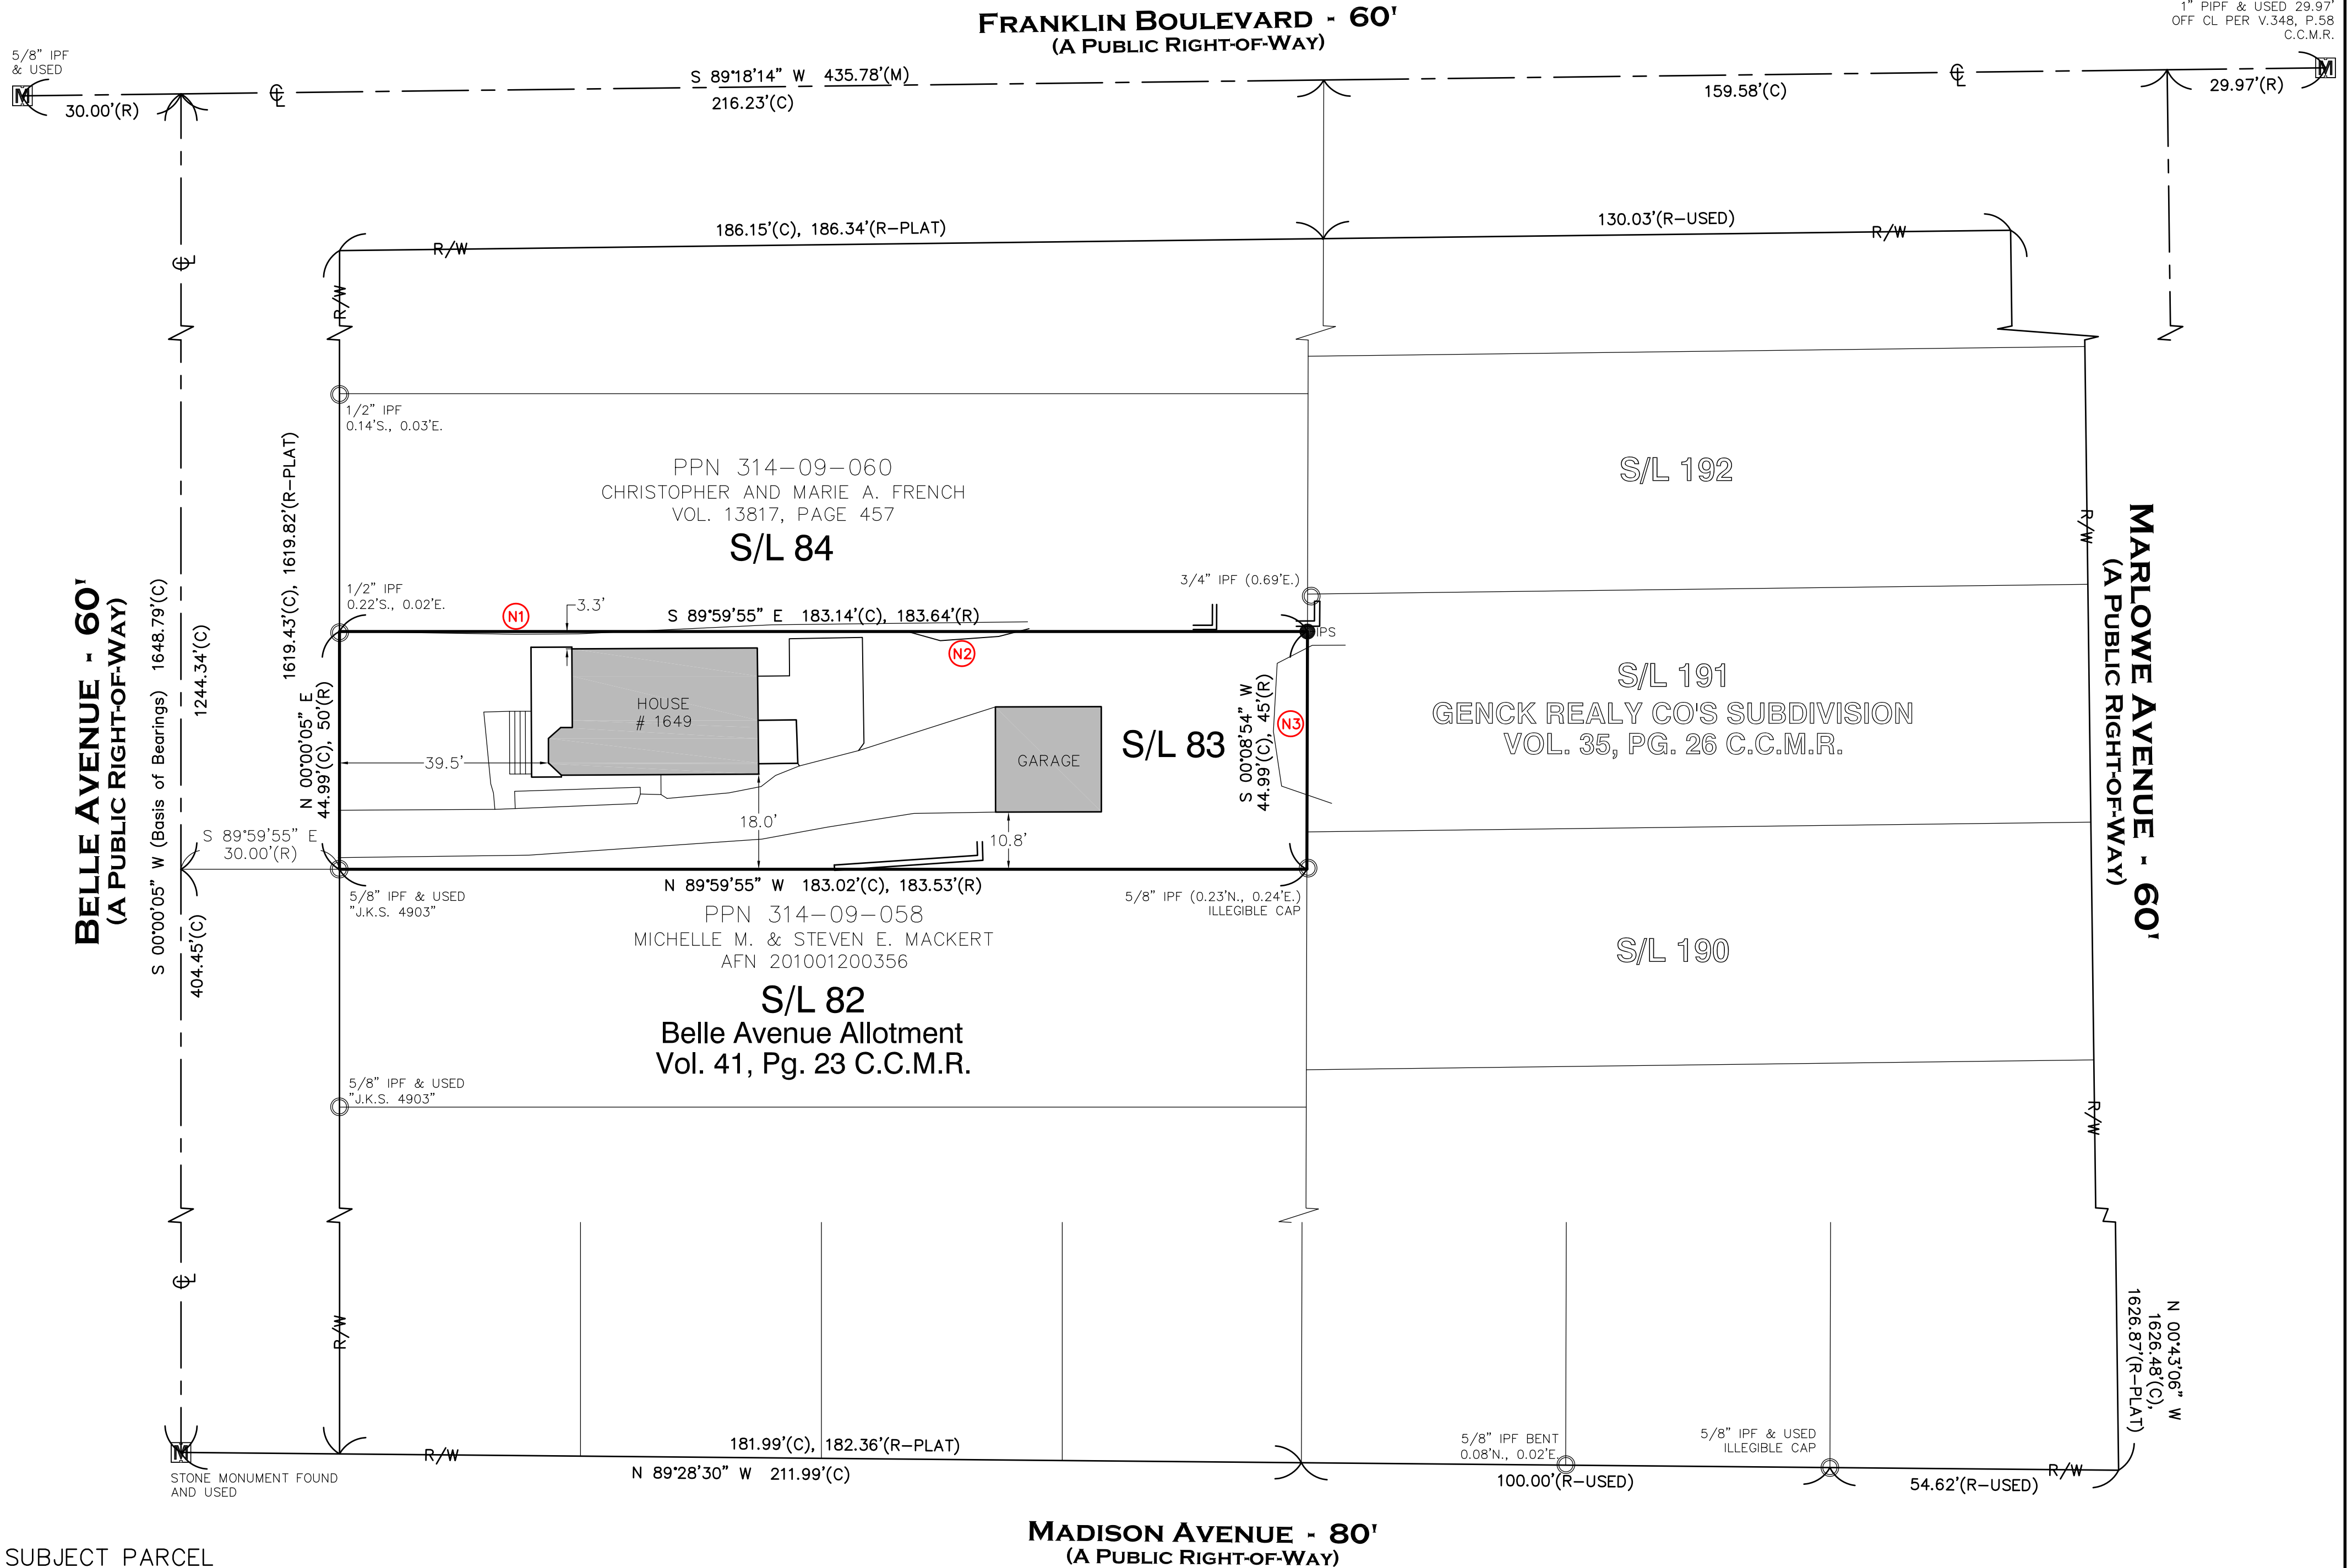 FRANKLIN BOULEVARD - 60'
(A PUBLIC RIGHT-OF-WAY)
1" PIPF & USED 29.97'
OFF CL PER V.348, P.58
C.C.M.R.
5/8" IPF
& USED
M
30.00'(R)
℄
S 89°18'14" W 435.78'(M)
216.23'(C)
159.58'(C)
℄
29.97'(R)
M
186.15'(C), 186.34'(R-PLAT)
130.03'(R-USED)
R/W
R/W
℄
R/W
1/2" IPF
0.14'S., 0.03'E.
1619.43'(C), 1619.82'(R-PLAT)
PPN 314-09-060
CHRISTOPHER AND MARIE A. FRENCH
VOL. 13817, PAGE 457
S/L 84
S/L 192
R/W
MARLOWE AVENUE - 60'
(A PUBLIC RIGHT-OF-WAY)
BELLE AVENUE - 60'
(A PUBLIC RIGHT-OF-WAY)
S 00°00'05" W (Basis of Bearings) 1648.79'(C)
1244.34'(C)
404.45'(C)
1/2" IPF
0.22'S., 0.02'E.
3/4" IPF (0.69'E.)
N1
3.3'
S 89°59'55" E 183.14'(C), 183.64'(R)
IPS
N2
N 00°00'05" E
44.99'(C), 50'(R)
HOUSE
# 1649
39.5'
GARAGE
S/L 83
S 00°08'54" W
44.99'(C), 45'(R)
N3
S/L 191
GENCK REALY CO'S SUBDIVISION
VOL. 35, PG. 26 C.C.M.R.
18.0'
10.8'
S 89°59'55" E
30.00'(R)
N 89°59'55" W 183.02'(C), 183.53'(R)
5/8" IPF & USED
"J.K.S. 4903"
5/8" IPF (0.23'N., 0.24'E.)
ILLEGIBLE CAP
PPN 314-09-058
MICHELLE M. & STEVEN E. MACKERT
AFN 201001200356
S/L 82
Belle Avenue Allotment
Vol. 41, Pg. 23 C.C.M.R.
S/L 190
5/8" IPF & USED
"J.K.S. 4903"
R/W
℄
R/W
N 00°43'06" W
1626.48'(C),
1626.87'(R-PLAT)
M
STONE MONUMENT FOUND
AND USED
R/W
181.99'(C), 182.36'(R-PLAT)
N 89°28'30" W 211.99'(C)
5/8" IPF BENT
0.08'N., 0.02'E
100.00'(R-USED)
5/8" IPF & USED
ILLEGIBLE CAP
54.62'(R-USED)
R/W
MADISON AVENUE - 80'
(A PUBLIC RIGHT-OF-WAY)
SUBJECT PARCEL